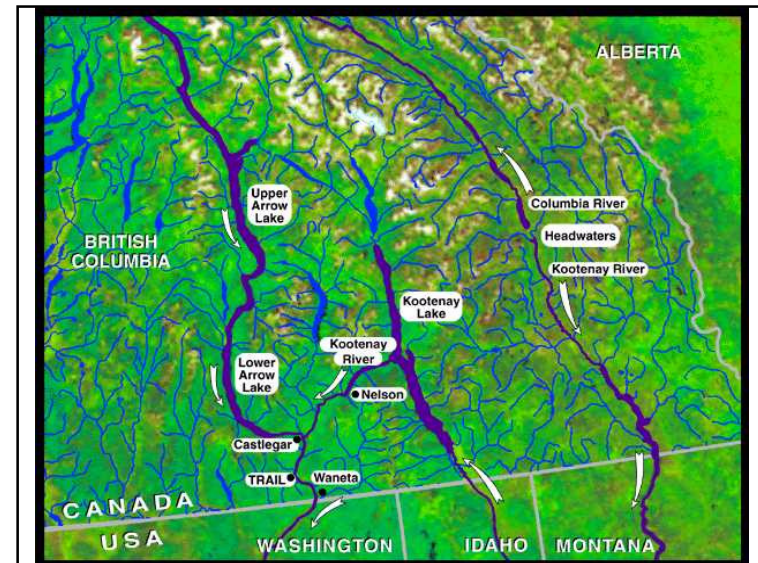 ALBERTA
Upper
Arrow
Lake
Columbia River
BRITISH
COLUMBIA
Headwaters
Kootenay River
Kootenay
Lake
Kootenay
River
Lower
Arrow
Lake
Nelson
Castlegar
TRAIL
Waneta
CANADA
USA
WASHINGTON
IDAHO
MONTANA